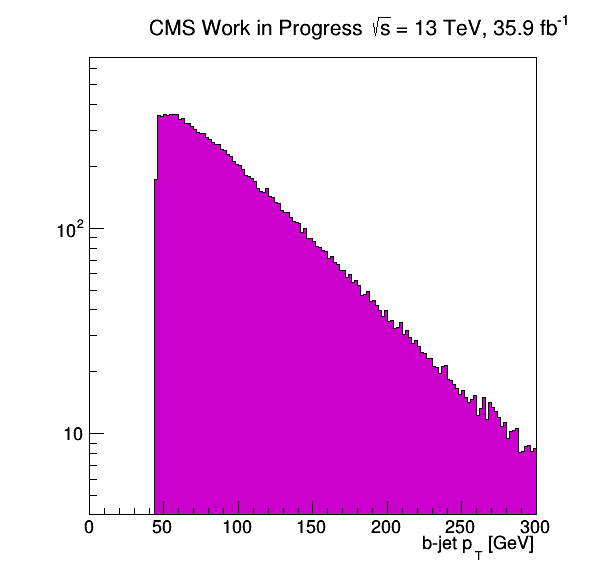 CMS Work in Progress √s = 13 TeV, 35.9 fb⁻¹
10²
10
0 50 100 150 200 250 300
b-jet p_T [GeV]